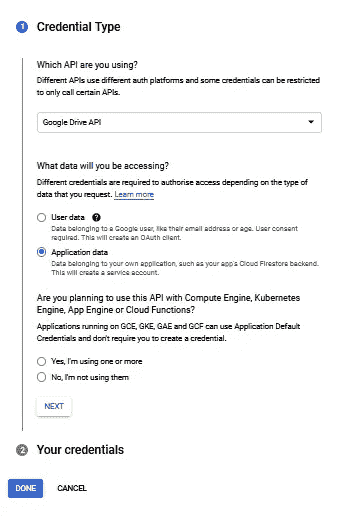 1 Credential Type
Which API are you using?
Different APIs use different auth platforms and some credentials can be restricted
to only call certain APIs.
Google Drive API
What data will you be accessing?
Different credentials are required to authorise access depending on the type of
data that you request. Learn more
User data ?
Data belonging to a Google user, like their email address or age. User consent
required. This will create an OAuth client.
Application data
Data belonging to your own application, such as your app's Cloud Firestore backend.
This will create a service account.
Are you planning to use this API with Compute Engine, Kubernetes
Engine, App Engine or Cloud Functions?
Applications running on GCE, GKE, GAE and GCF can use Application Default
Credentials and don't require you to create a credential.
Yes, I'm using one or more
No, I'm not using them
NEXT
2 Your credentials
DONE CANCEL